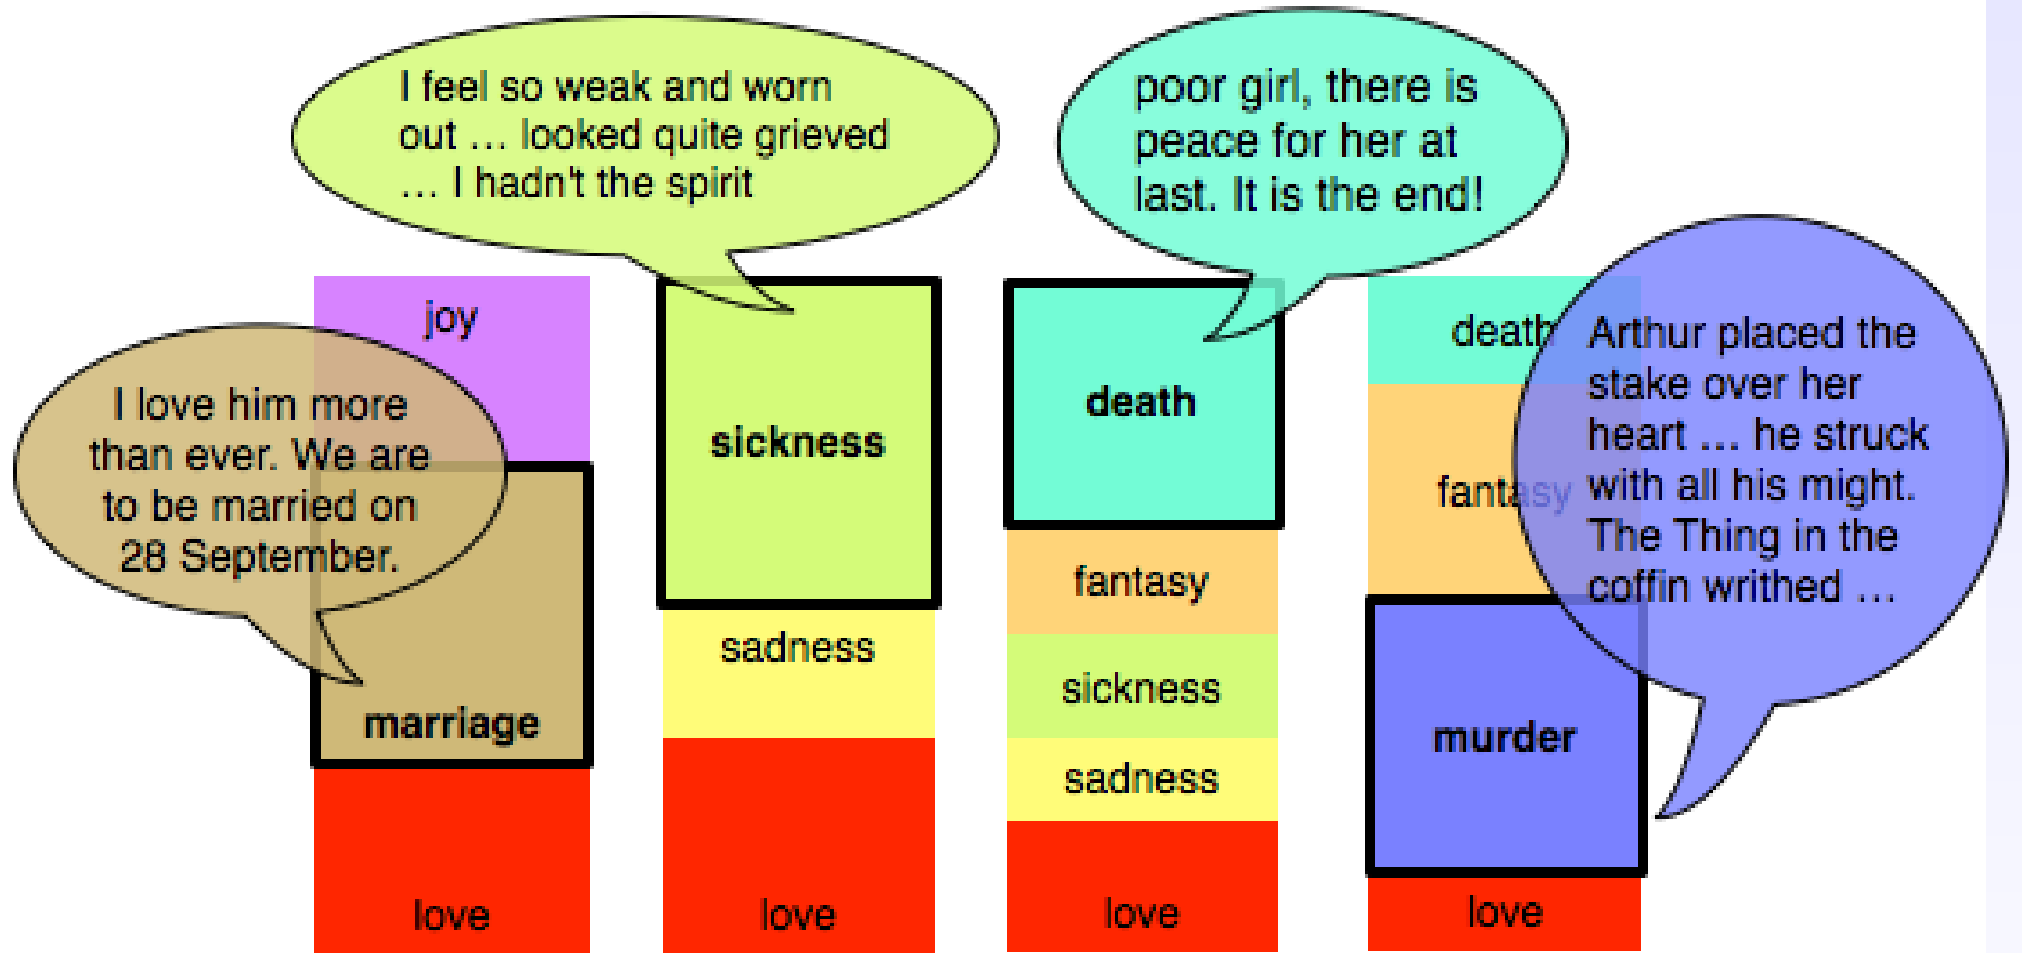 I feel so weak and worn
out ... looked quite grieved
... I hadn't the spirit
poor girl, there is
peace for her at
last. It is the end!
joy
I love him more
than ever. We are
to be married on
28 September.
marriage
love
sickness
sadness
love
death
fantasy
sickness
sadness
love
death
fantasy
Arthur placed the
stake over her
heart ... he struck
with all his might.
The Thing in the
coffin writhed ...
murder
love